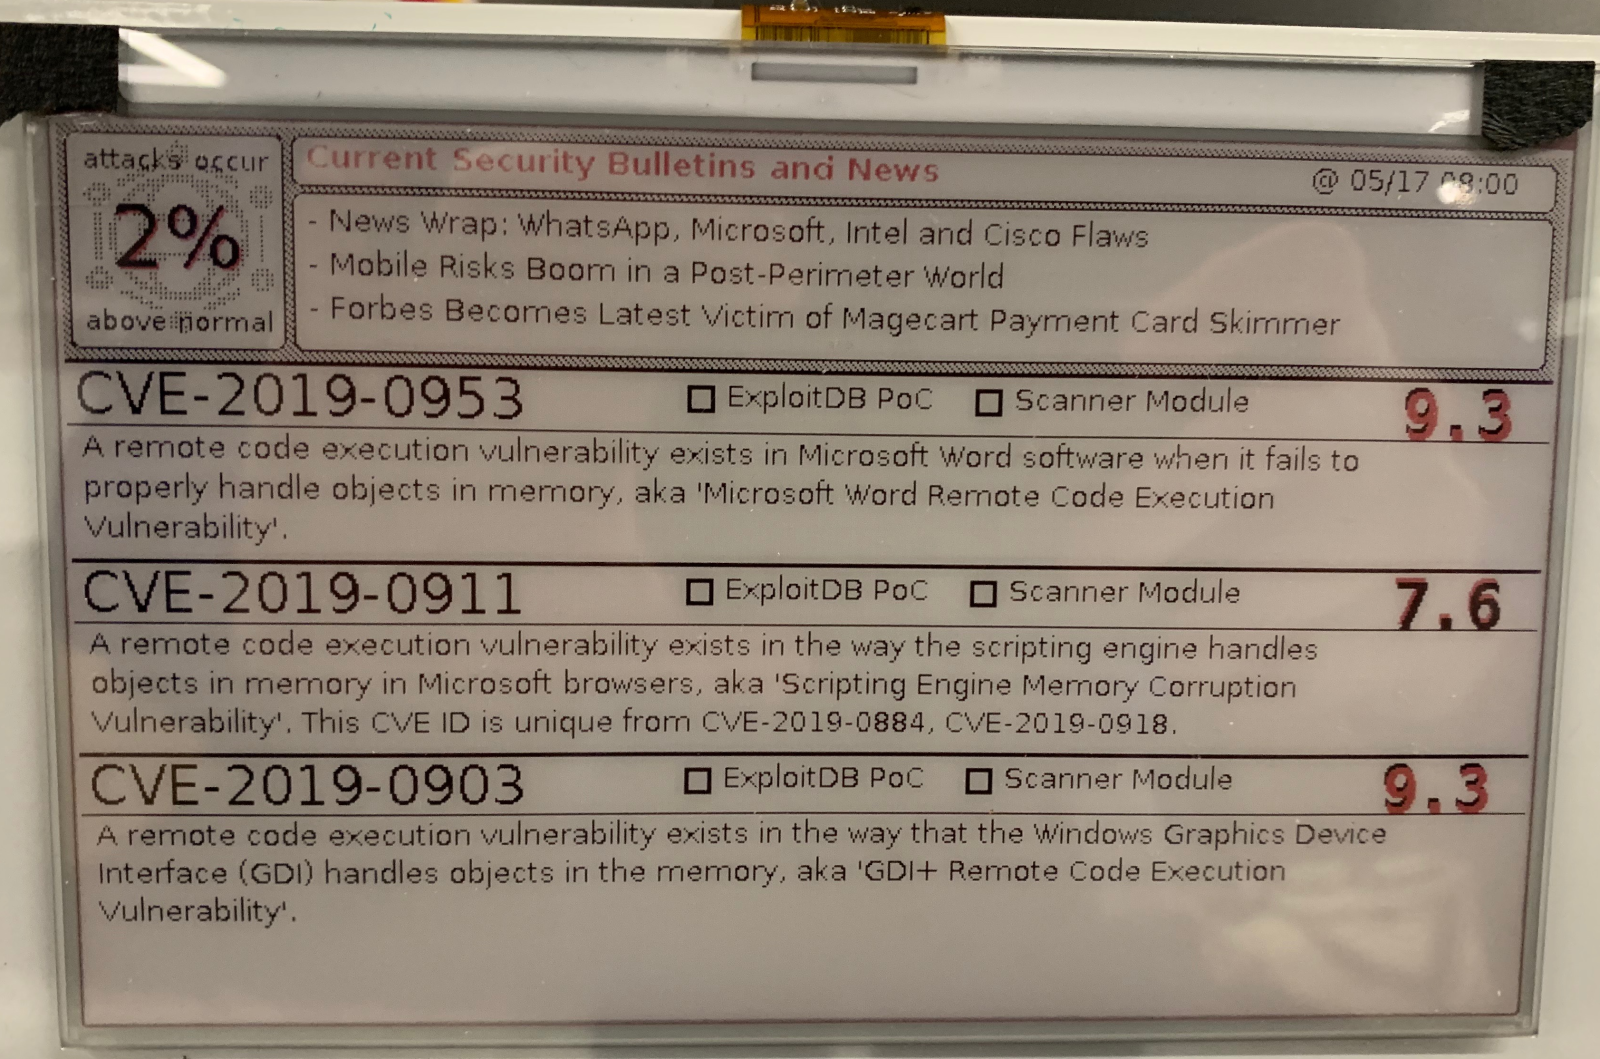 attacks occur
2%
above normal
Current Security Bulletins and News
@ 05/17 08:00
- News Wrap: WhatsApp, Microsoft, Intel and Cisco Flaws
- Mobile Risks Boom in a Post-Perimeter World
- Forbes Becomes Latest Victim of Magecart Payment Card Skimmer
CVE-2019-0953 ExploitDB PoC Scanner Module 9.3
A remote code execution vulnerability exists in Microsoft Word software when it fails to
properly handle objects in memory, aka 'Microsoft Word Remote Code Execution
Vulnerability'.
CVE-2019-0911 ExploitDB PoC Scanner Module 7.6
A remote code execution vulnerability exists in the way the scripting engine handles
objects in memory in Microsoft browsers, aka 'Scripting Engine Memory Corruption
Vulnerability'. This CVE ID is unique from CVE-2019-0884, CVE-2019-0918.
CVE-2019-0903 ExploitDB PoC Scanner Module 9.3
A remote code execution vulnerability exists in the way that the Windows Graphics Device
Interface (GDI) handles objects in the memory, aka 'GDI+ Remote Code Execution
Vulnerability'.